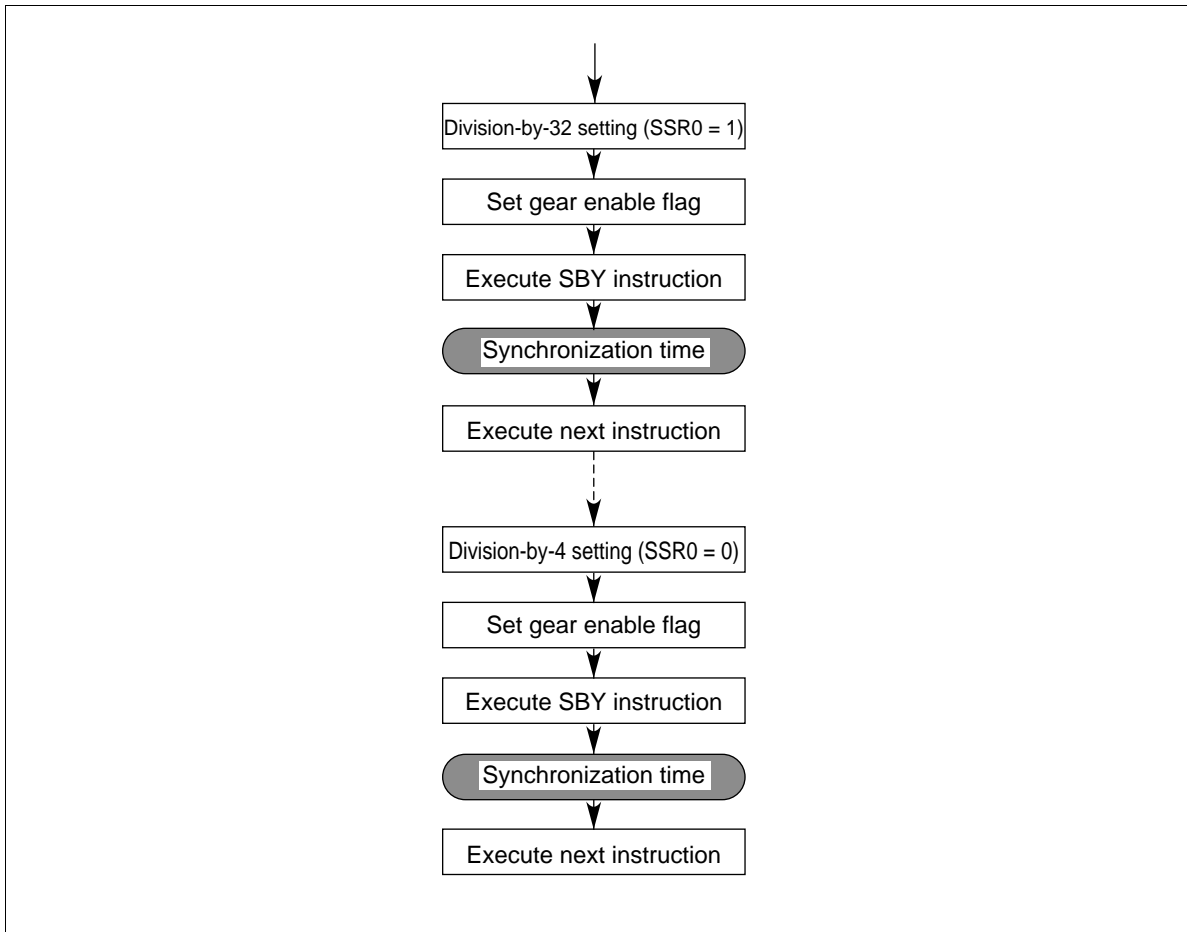 Division-by-32 setting (SSR0 = 1)
Set gear enable flag
Execute SBY instruction
Synchronization time
Execute next instruction
Division-by-4 setting (SSR0 = 0)
Set gear enable flag
Execute SBY instruction
Synchronization time
Execute next instruction